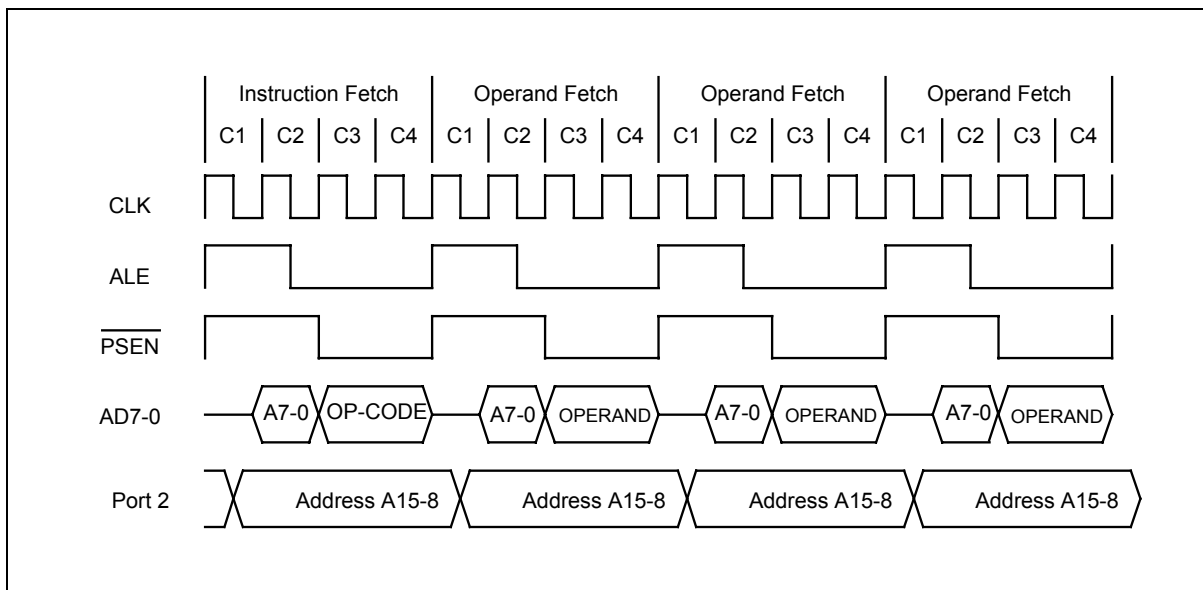 Instruction Fetch Operand Fetch Operand Fetch Operand Fetch
C1 C2 C3 C4 C1 C2 C3 C4 C1 C2 C3 C4 C1 C2 C3 C4
CLK
ALE
PSEN
AD7-0 A7-0 OP-CODE A7-0 OPERAND A7-0 OPERAND A7-0 OPERAND
Port 2 Address A15-8 Address A15-8 Address A15-8 Address A15-8